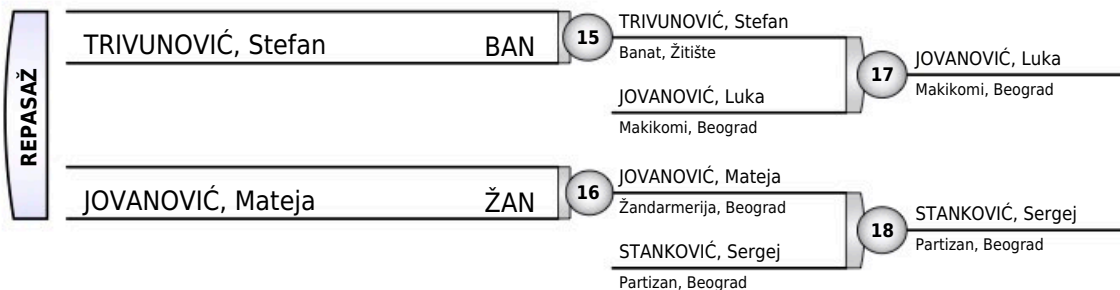 REPASAŽ
TRIVUNOVIĆ, Stefan BAN
15
TRIVUNOVIĆ, Stefan
Banat, Žitište
JOVANOVIĆ, Luka
Makikomi, Beograd
17
JOVANOVIĆ, Luka
Makikomi, Beograd
JOVANOVIĆ, Mateja ŽAN
16
JOVANOVIĆ, Mateja
Žandarmerija, Beograd
STANKOVIĆ, Sergej
Partizan, Beograd
18
STANKOVIĆ, Sergej
Partizan, Beograd